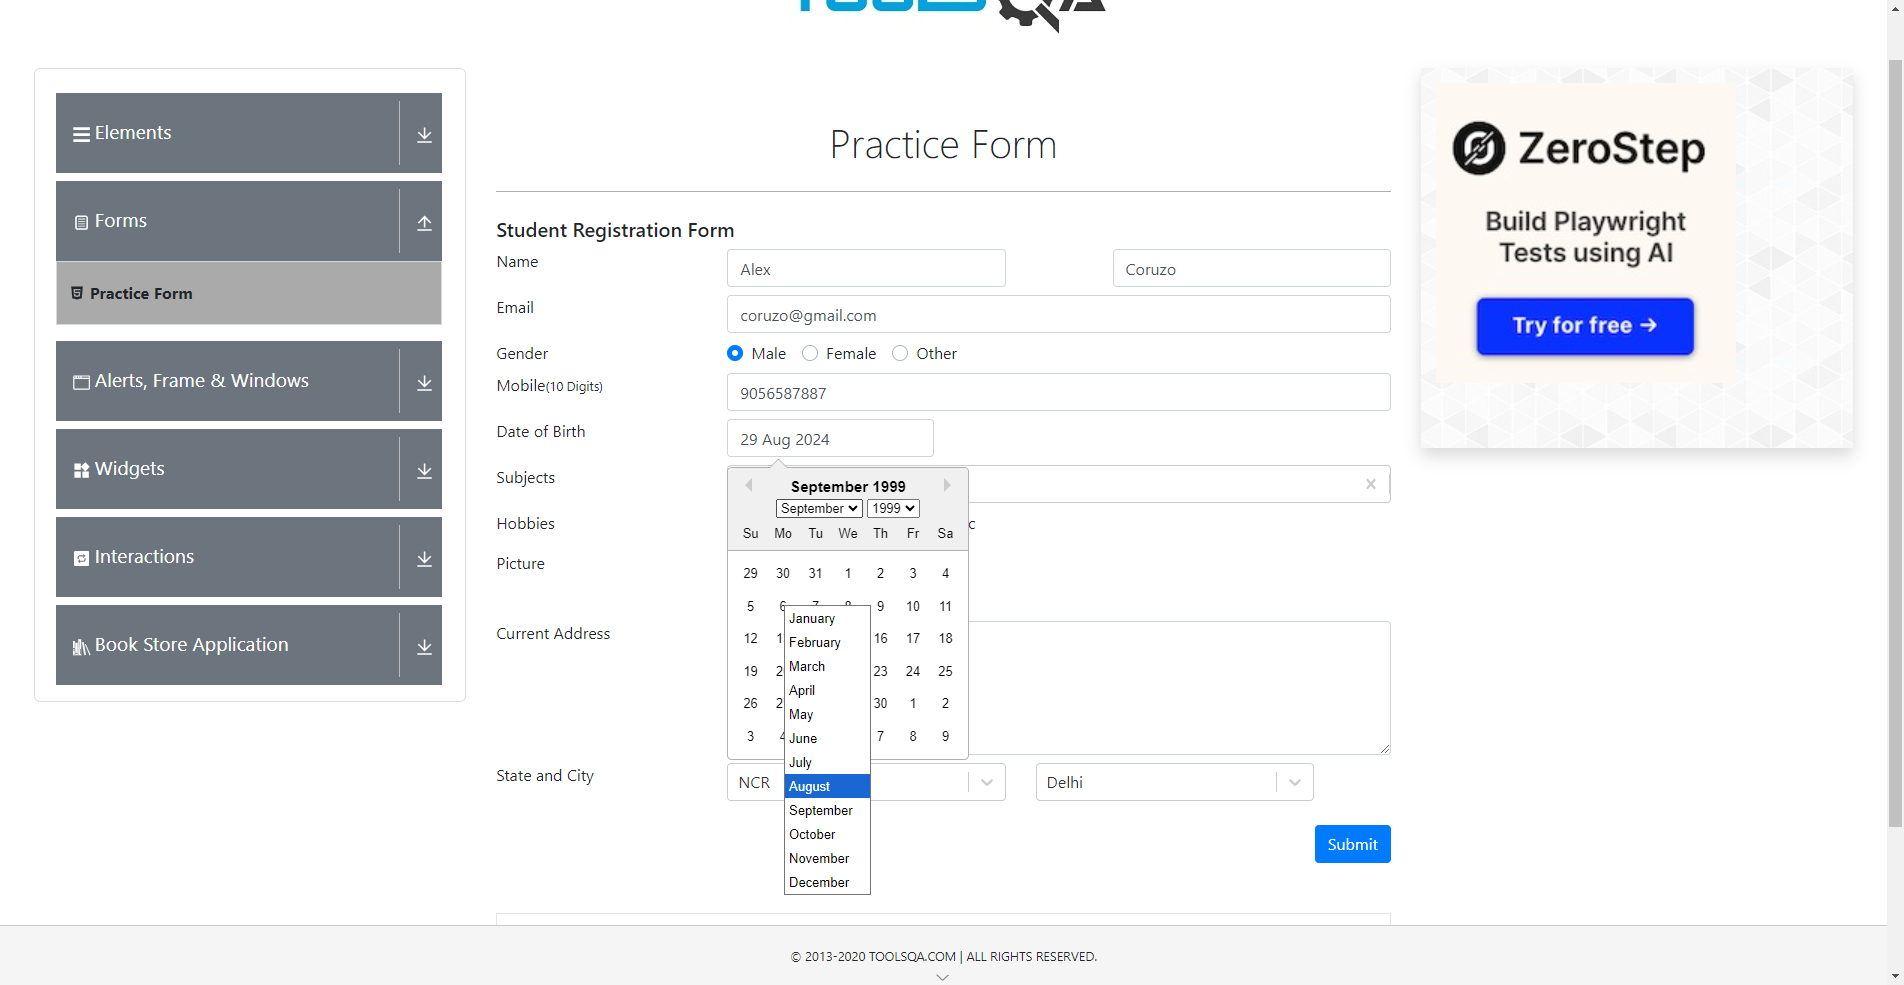 TOOLSQA
Elements
Forms
Practice Form
Alerts, Frame & Windows
Widgets
Interactions
Book Store Application
Practice Form
Student Registration Form
Name
Alex
Coruzo
Email
coruzo@gmail.com
Gender
Male
Female
Other
Mobile(10 Digits)
9056587887
Date of Birth
29 Aug 2024
Subjects
September 1999
September
1999
Su Mo Tu We Th Fr Sa
29 30 31 1 2 3 4
5 6 7 8 9 10 11
12 1 16 17 18
19 2 23 24 25
26 2 30 1 2
3 4 7 8 9
January
February
March
April
May
June
July
August
September
October
November
December
Hobbies
c
Picture
Current Address
State and City
NCR
Delhi
Submit
ZeroStep
Build Playwright
Tests using AI
Try for free →
© 2013-2020 TOOLSQA.COM | ALL RIGHTS RESERVED.